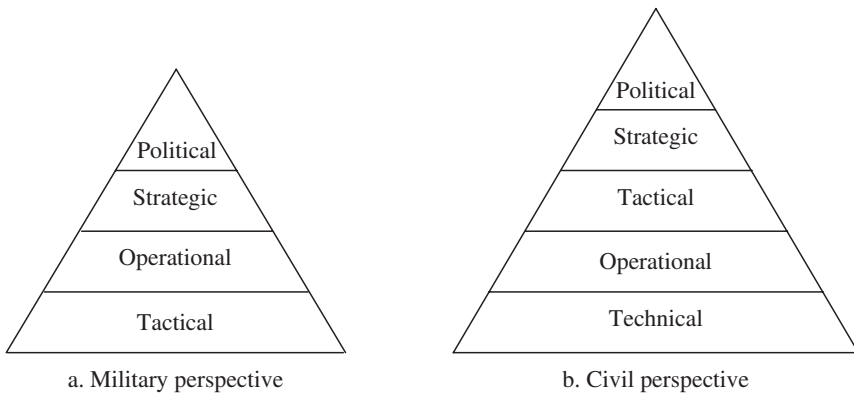 Political
Strategic
Operational
Tactical
a. Military perspective
Political
Strategic
Tactical
Operational
Technical
b. Civil perspective